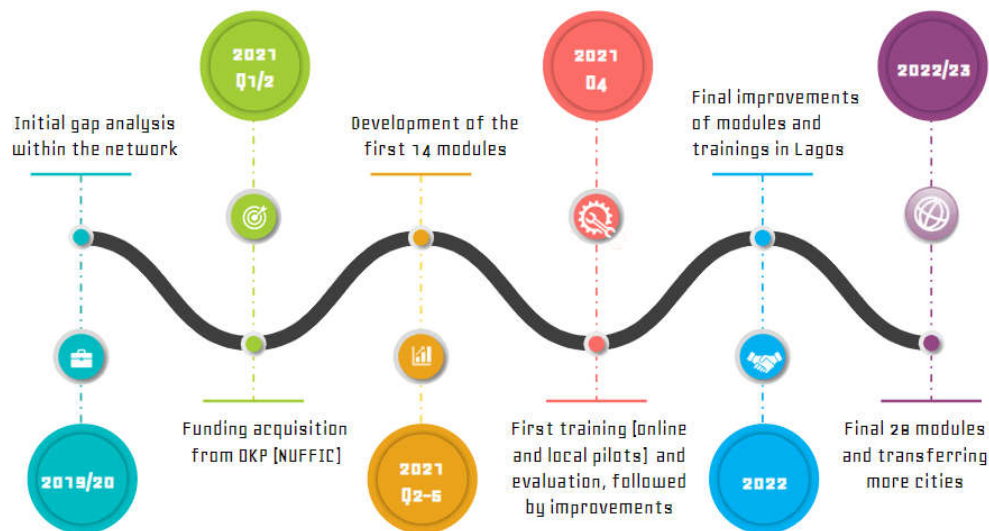 Initial gap analysis
within the network
2019/20
2021
Q1/2
Funding acquisition
from OKP (NUFFIC)
Development of the
first 14 modules
2021
Q2-5
2021
Q4
First training (online
and local pilots) and
evaluation, followed
by improvements
Final improvements
of modules and
trainings in Lagos
2022
2022/23
Final 28 modules
and transferring
more cities